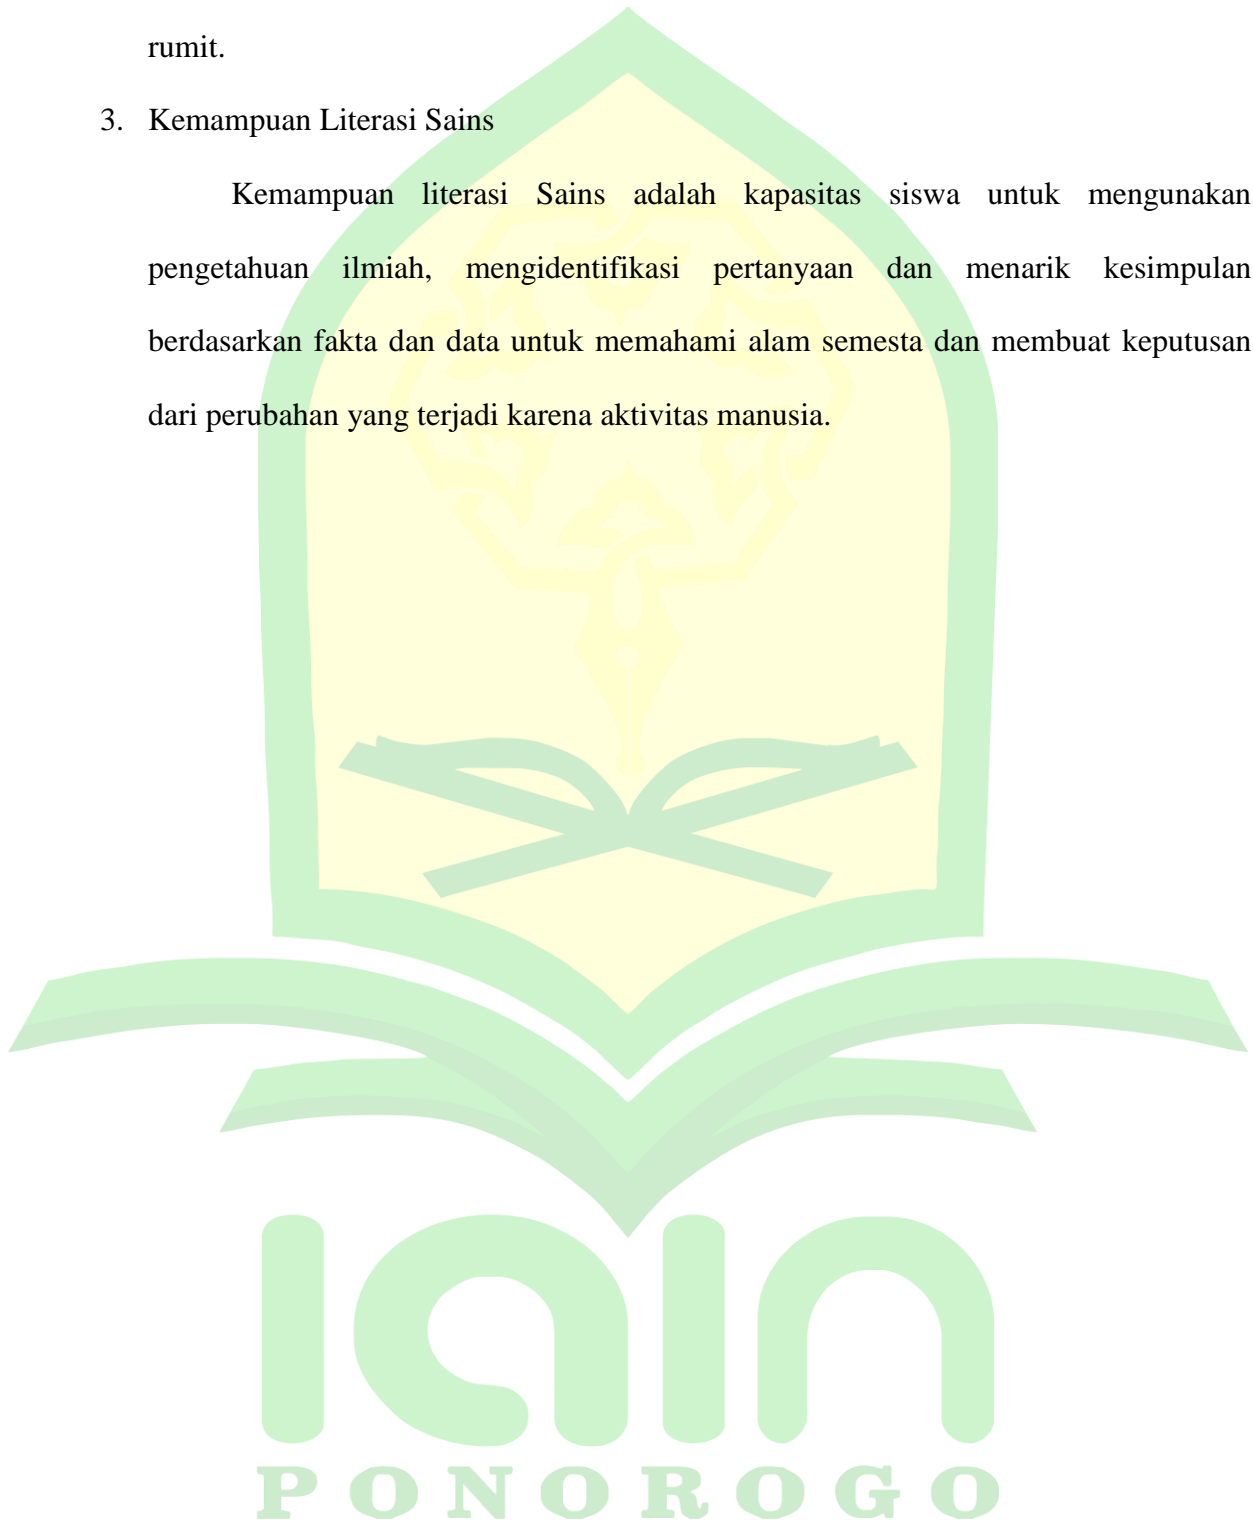 rumit.
3. Kemampuan Literasi Sains
Kemampuan literasi Sains adalah kapasitas siswa untuk mengunakan
pengetahuan ilmiah, mengidentifikasi pertanyaan dan menarik kesimpulan
berdasarkan fakta dan data untuk memahami alam semesta dan membuat keputusan
dari perubahan yang terjadi karena aktivitas manusia.
iain
PONOROGO